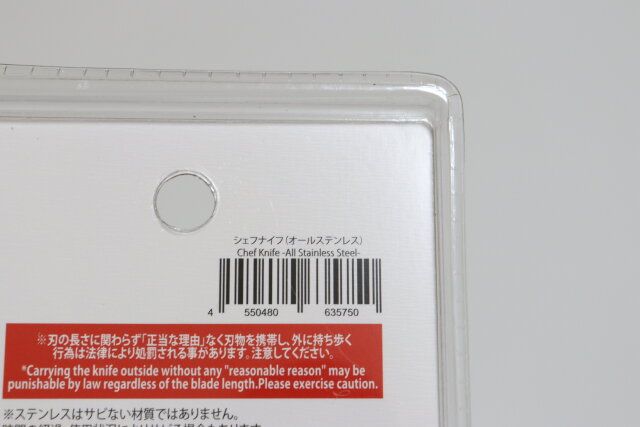 シェフナイフ(オールステンレス)
Chef Knife -All Stainless Steel-
4 550480 635750
※刃の長さに関わらず「正当な理由」なく刃物を携帯し、外に持ち歩く
行為は法律により処罰される事があります。注意してください。
*Carrying the knife outside without any "reasonable reason" may be
punishable by law regardless of the blade length.Please exercise caution.
※ステンレスはサビない材質ではありません。